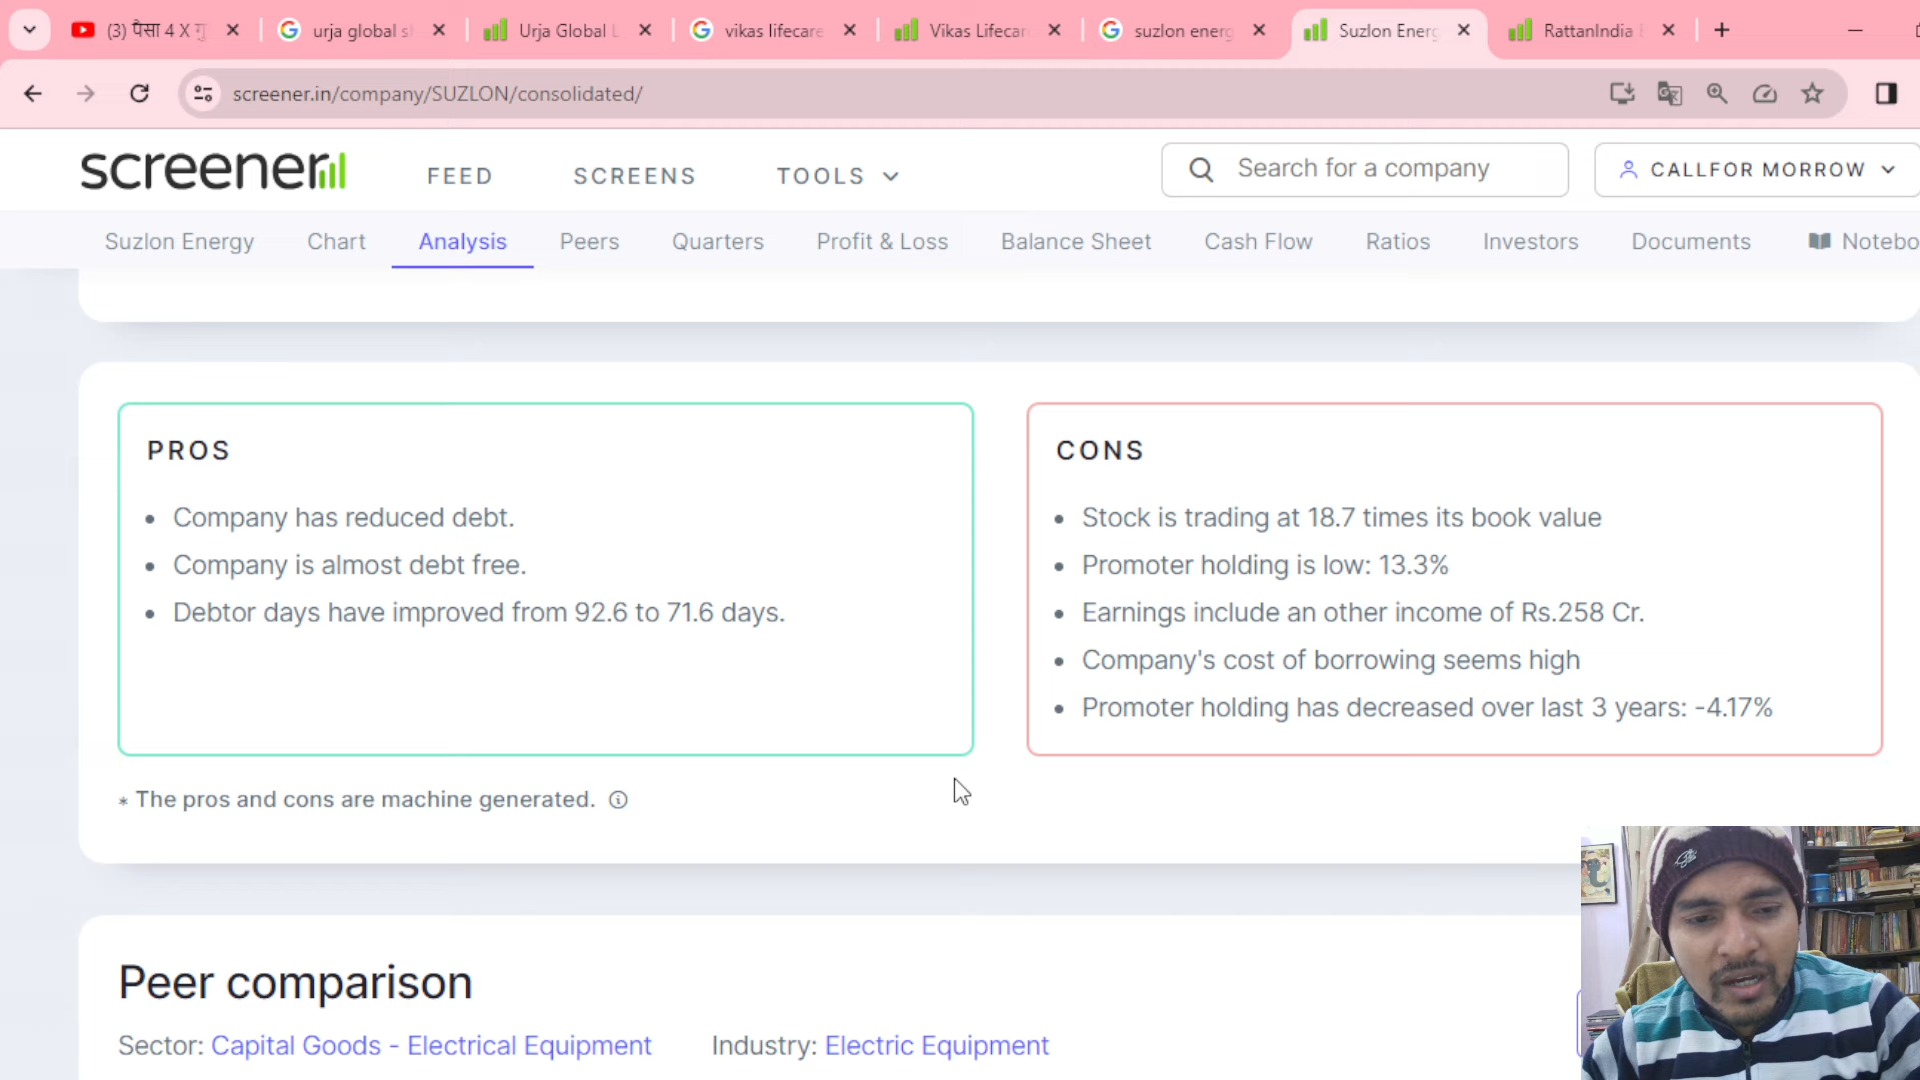 (3) पैसा 4 X गु
urja global s
Urja Global L
vikas lifecare
Vikas Lifecar
suzlon energ
Suzlon Energ
RattanIndia
screener.in/company/SUZLON/consolidated/
screener
FEED
SCREENS
TOOLS
Search for a company
CALLFOR MORROW
Suzlon Energy
Chart
Analysis
Peers
Quarters
Profit & Loss
Balance Sheet
Cash Flow
Ratios
Investors
Documents
Notebo
PROS
Company has reduced debt.
Company is almost debt free.
Debtor days have improved from 92.6 to 71.6 days.
CONS
Stock is trading at 18.7 times its book value
Promoter holding is low: 13.3%
Earnings include an other income of Rs.258 Cr.
Company's cost of borrowing seems high
Promoter holding has decreased over last 3 years: -4.17%
* The pros and cons are machine generated.
Peer comparison
Sector: Capital Goods - Electrical Equipment
Industry: Electric Equipment